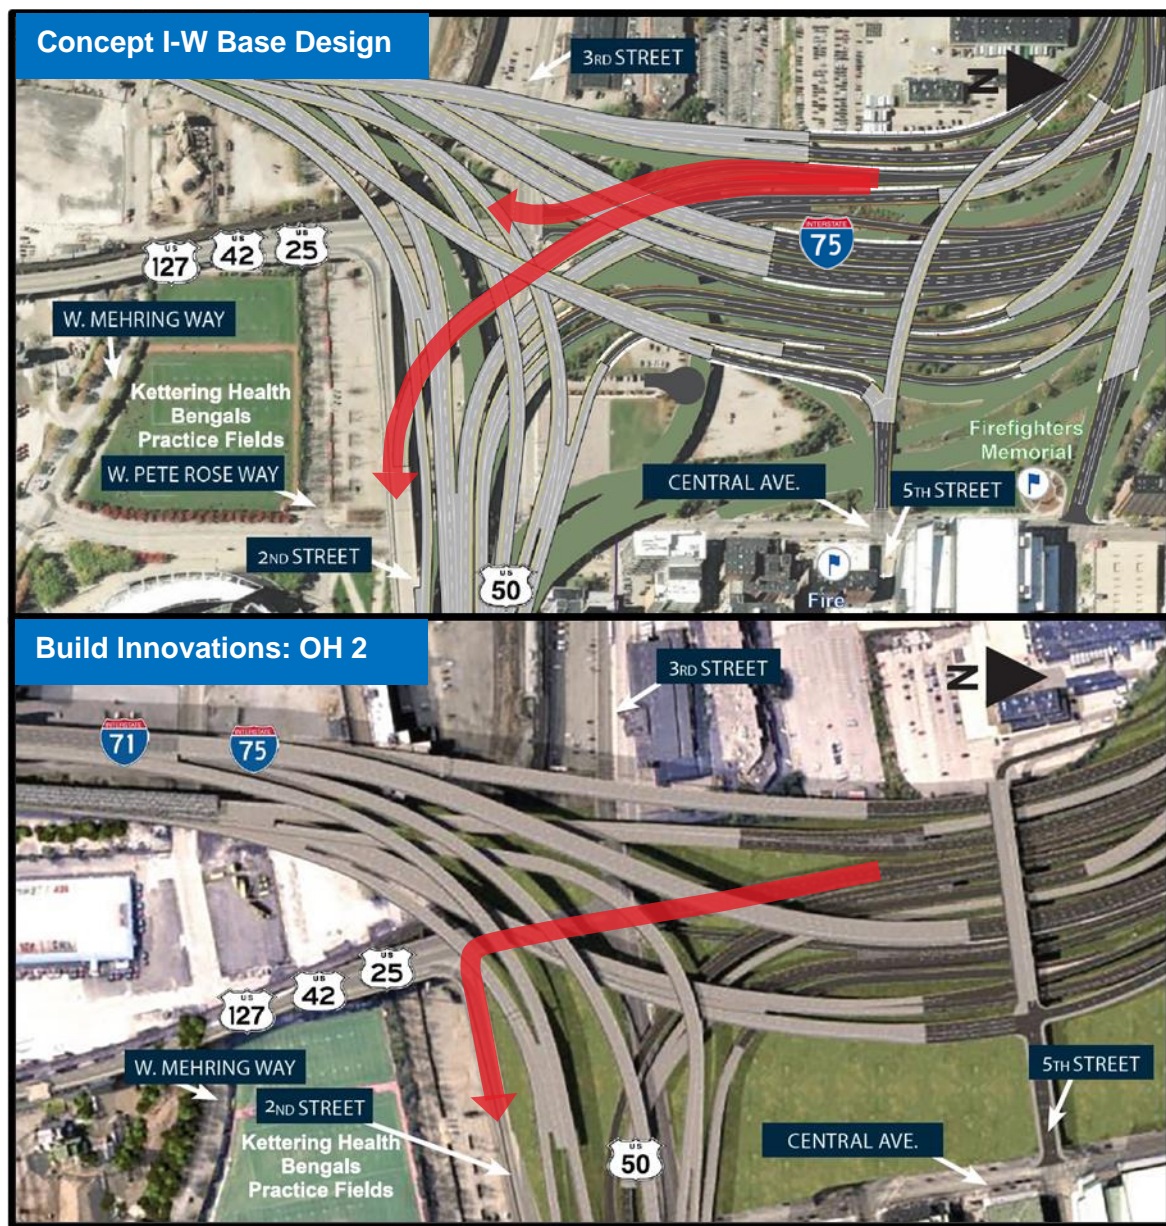 Concept I-W Base Design
3RD STREET
N
INTERSTATE
75
US
127
US
42
US
25
W. MEHRING WAY
Kettering Health
Bengals
Practice Fields
W. PETE ROSE WAY
2ND STREET
US
50
CENTRAL AVE.
5TH STREET
Firefighters
Memorial
Fire
Build Innovations: OH 2
3RD STREET
N
INTERSTATE
71
INTERSTATE
75
US
127
US
42
US
25
W. MEHRING WAY
2ND STREET
Kettering Health
Bengals
Practice Fields
US
50
5TH STREET
CENTRAL AVE.